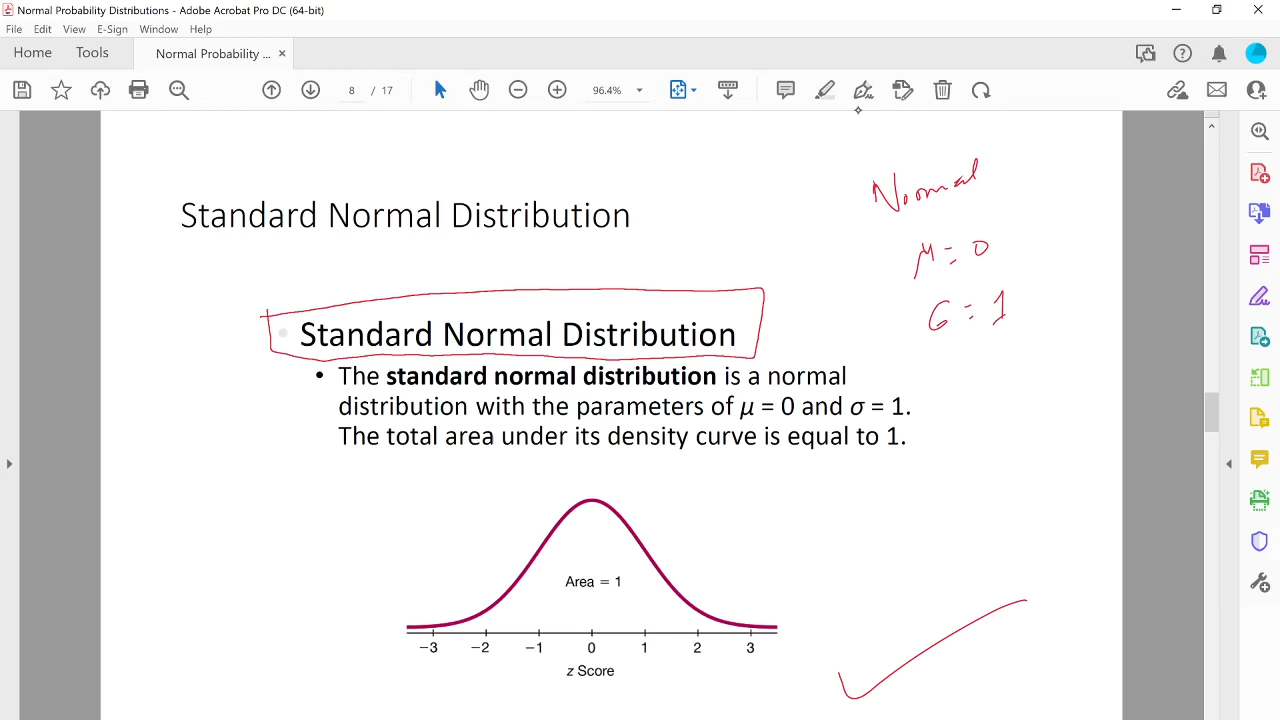 Normal Probability Distributions - Adobe Acrobat Pro DC (64-bit)
File Edit View E-Sign Window Help
Home Tools Normal Probability ... ×
8 / 17 96.4%
Normal
Standard Normal Distribution
μ = 0
σ = 1
• Standard Normal Distribution
• The standard normal distribution is a normal
distribution with the parameters of μ = 0 and σ = 1.
The total area under its density curve is equal to 1.
Area = 1
−3 −2 −1 0 1 2 3
z Score